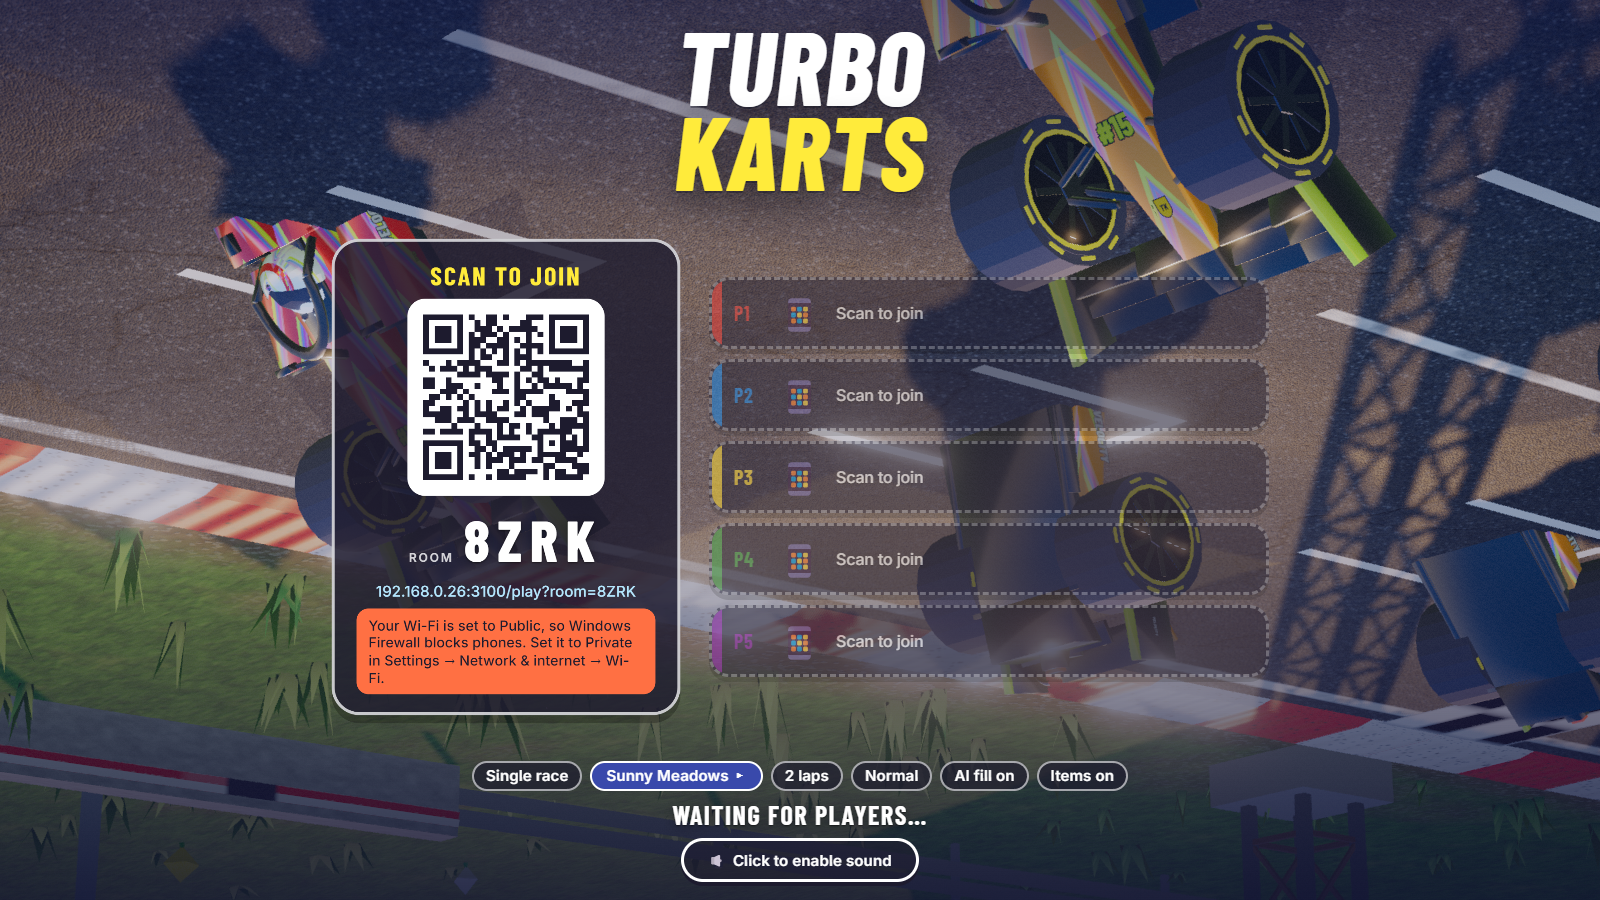 TURBO
KARTS
#15
TK
SCAN TO JOIN
ROOM 8ZRK
192.168.0.26:3100/play?room=8ZRK
Your Wi-Fi is set to Public, so Windows
Firewall blocks phones. Set it to Private
in Settings → Network & internet → Wi-
Fi.
P1 Scan to join
P2 Scan to join
P3 Scan to join
P4 Scan to join
P5 Scan to join
Single race
Sunny Meadows ▸
2 laps
Normal
AI fill on
Items on
WAITING FOR PLAYERS...
Click to enable sound